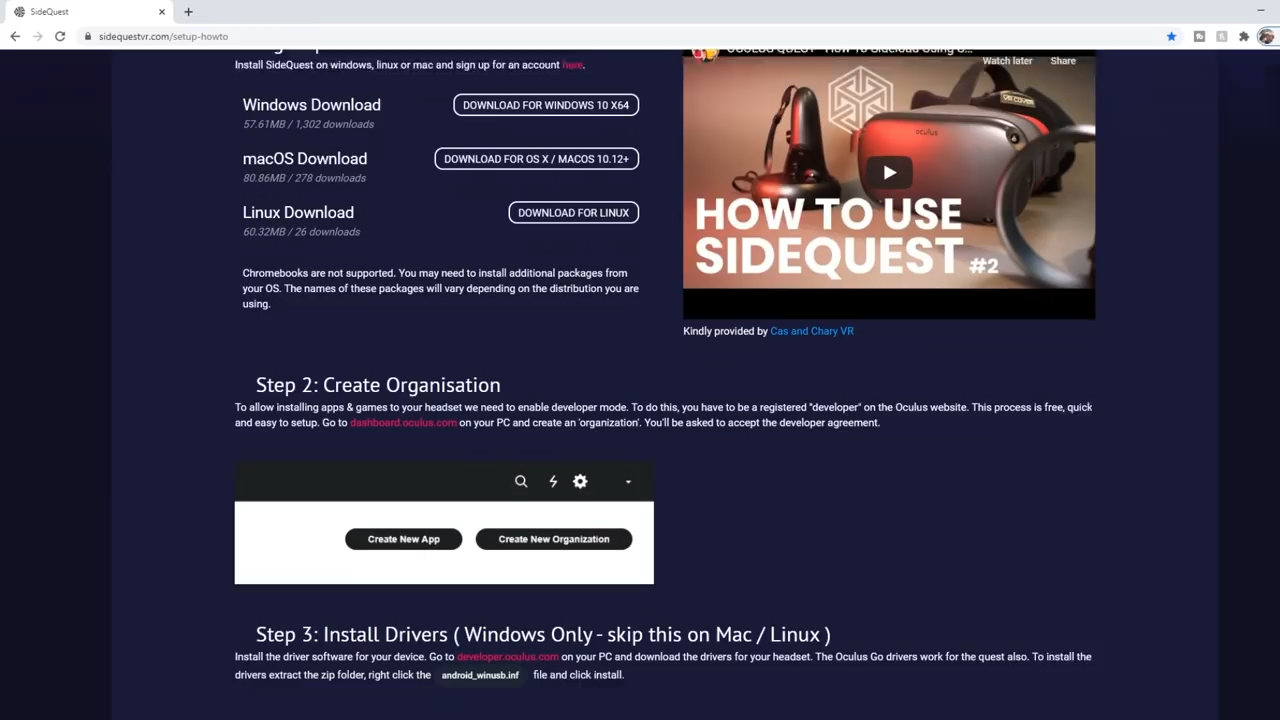 SideQuest
sidequestvr.com/setup-howto
Install SideQuest on windows, linux or mac and sign up for an account here.
Windows Download
DOWNLOAD FOR WINDOWS 10 X64
57.61MB / 1,302 downloads
macOS Download
DOWNLOAD FOR OS X / MACOS 10.12+
80.86MB / 278 downloads
Linux Download
DOWNLOAD FOR LINUX
60.32MB / 26 downloads
Chromebooks are not supported. You may need to install additional packages from
your OS. The names of these packages will vary depending on the distribution you are
using.
Watch later
Share
VR COVER
oculus
HOW TO USE
SIDEQUEST #2
Kindly provided by Cas and Chary VR
Step 2: Create Organisation
To allow installing apps & games to your headset we need to enable developer mode. To do this, you have to be a registered "developer" on the Oculus website. This process is free, quick
and easy to setup. Go to dashboard.oculus.com on your PC and create an 'organization'. You'll be asked to accept the developer agreement.
Create New App
Create New Organization
Step 3: Install Drivers ( Windows Only - skip this on Mac / Linux )
Install the driver software for your device. Go to developer.oculus.com on your PC and download the drivers for your headset. The Oculus Go drivers work for the quest also. To install the
drivers extract the zip folder, right click the android_winusb.inf file and click install.